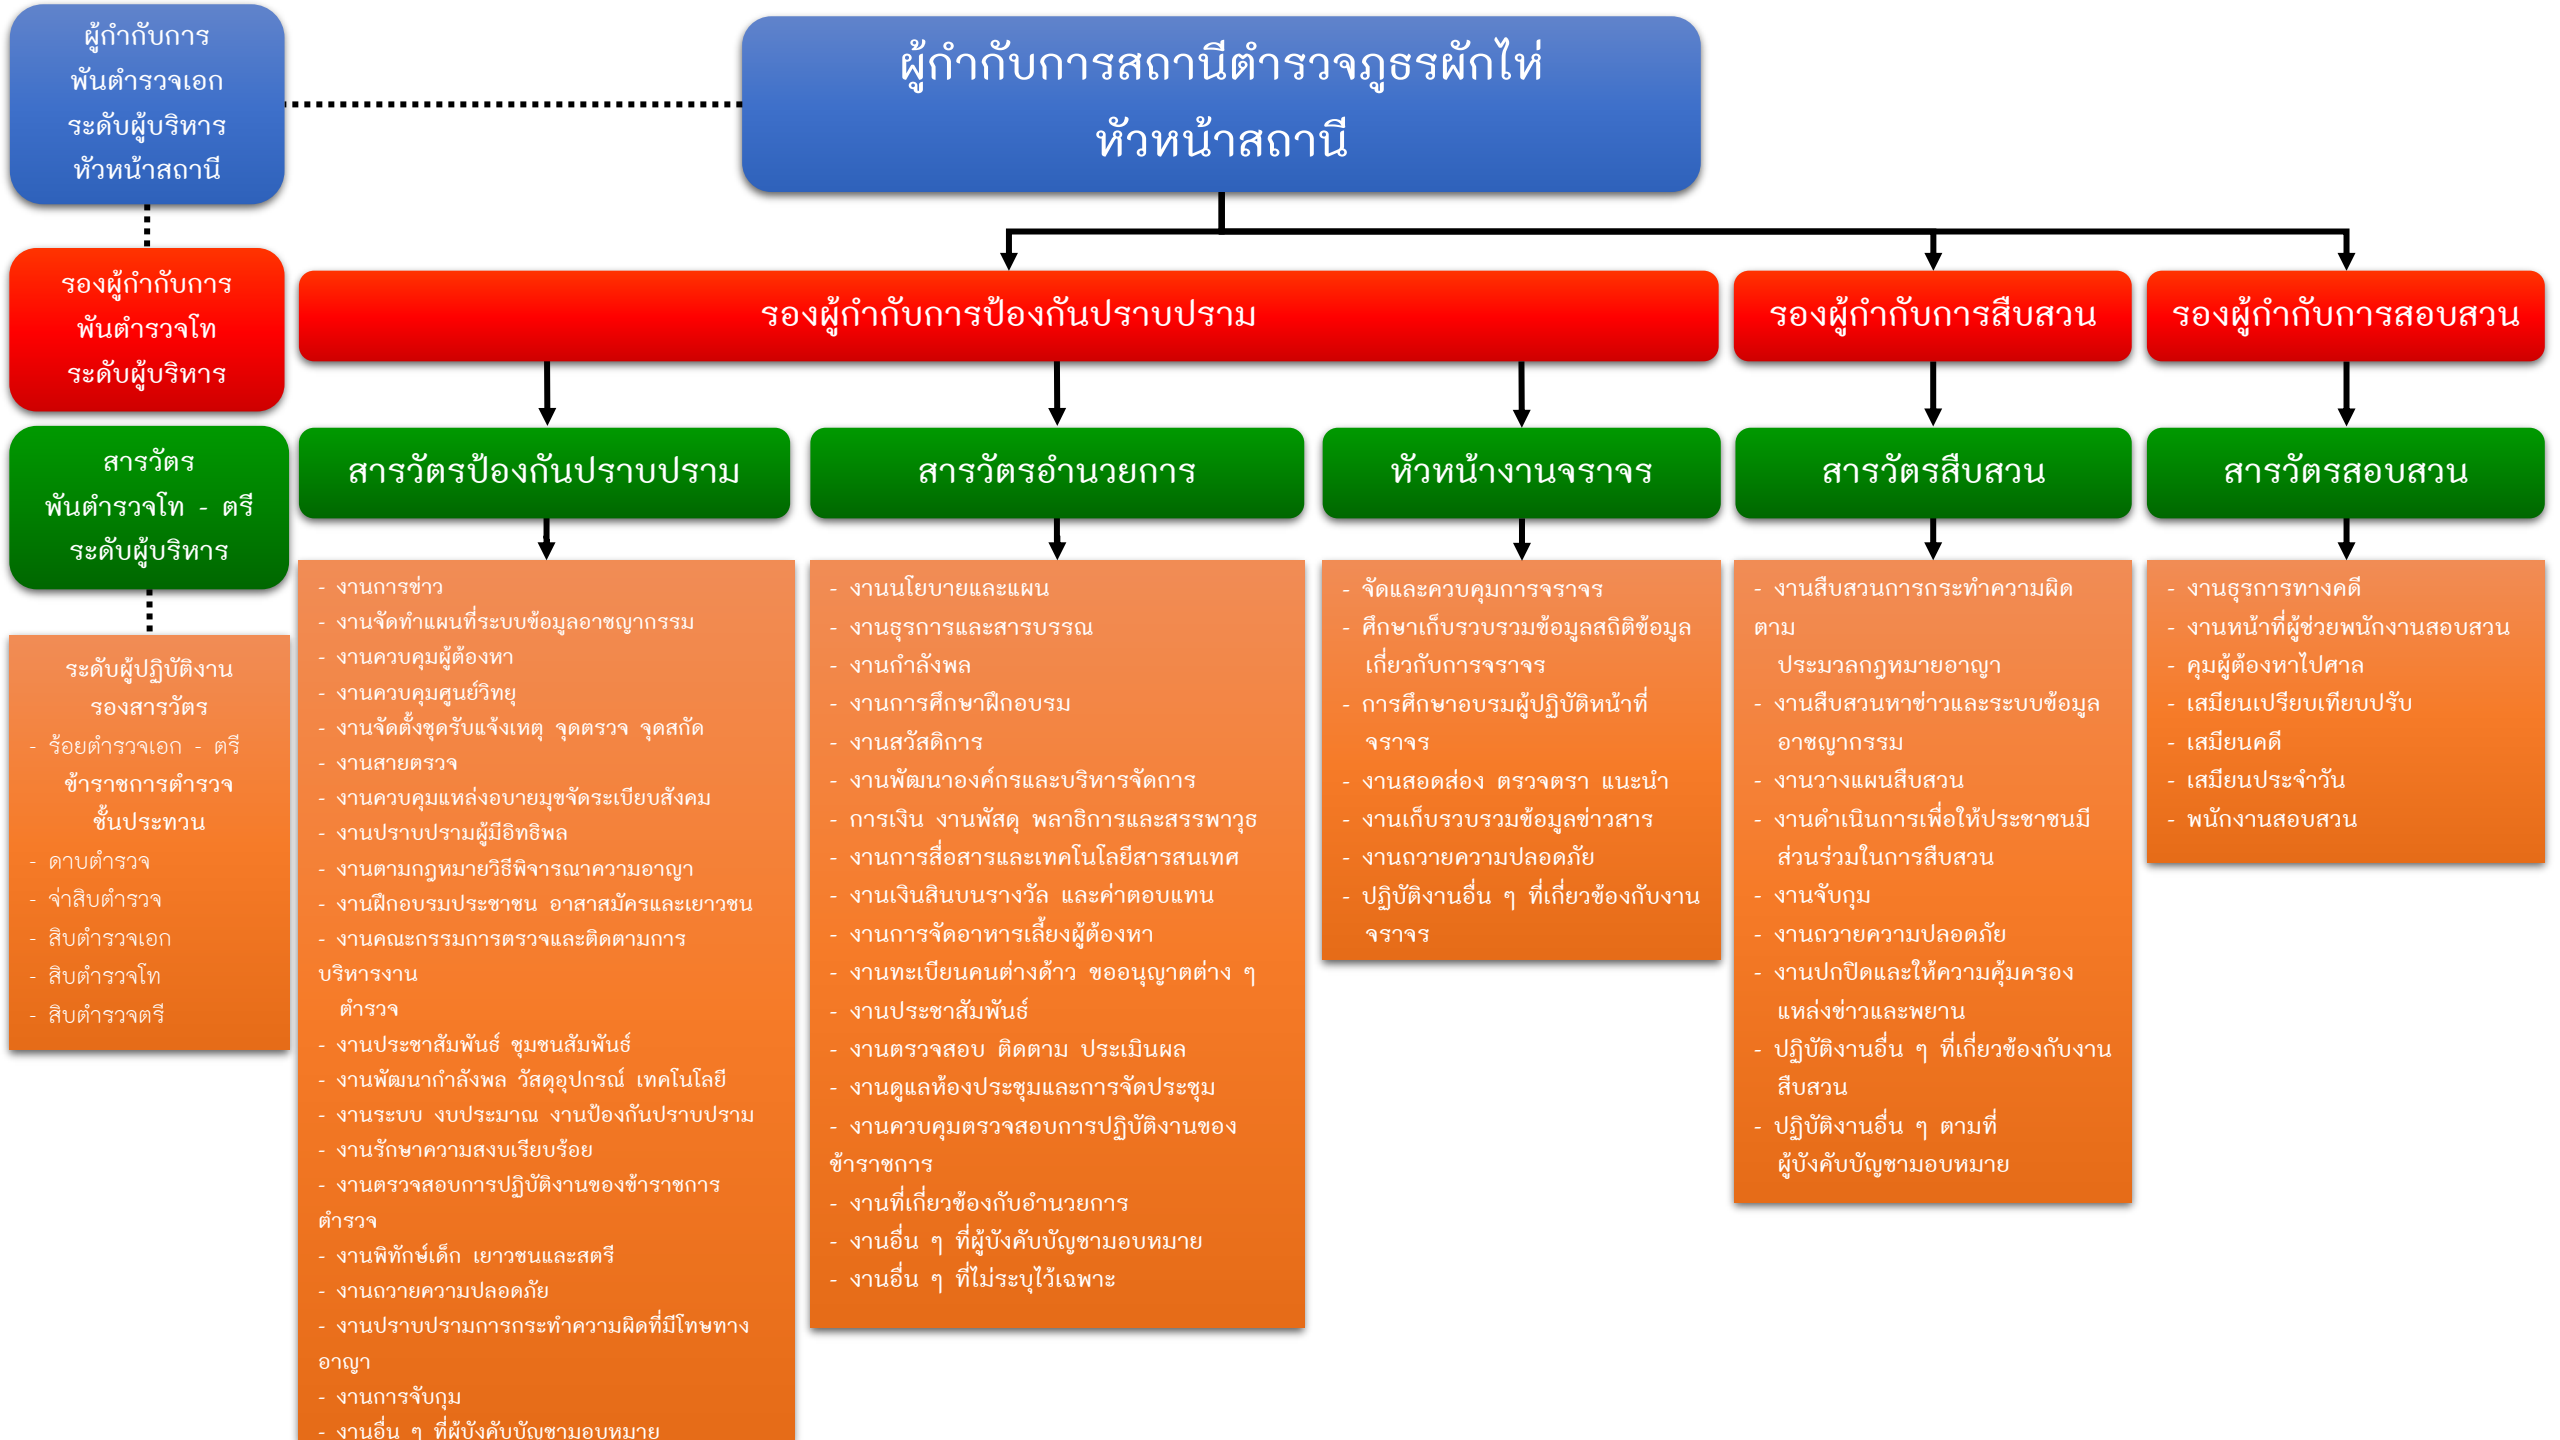 ผู้กำกับการ
พันตำรวจเอก
ระดับผู้บริหาร
หัวหน้าสถานี
ผู้กำกับการสถานีตำรวจภูธรผักไห่
หัวหน้าสถานี
รองผู้กำกับการ
พันตำรวจโท
ระดับผู้บริหาร
รองผู้กำกับการป้องกันปราบปราม
รองผู้กำกับการสืบสวน
รองผู้กำกับการสอบสวน
สารวัตร
พันตำรวจโท - ตรี
ระดับผู้บริหาร
สารวัตรป้องกันปราบปราม
สารวัตรอำนวยการ
หัวหน้างานจราจร
สารวัตรสืบสวน
สารวัตรสอบสวน
ระดับผู้ปฏิบัติงาน
รองสารวัตร
- ร้อยตำรวจเอก - ตรี
ข้าราชการตำรวจ
ชั้นประทวน
- ดาบตำรวจ
- จ่าสิบตำรวจ
- สิบตำรวจเอก
- สิบตำรวจโท
- สิบตำรวจตรี
- งานการข่าว
- งานจัดทำแผนที่ระบบข้อมูลอาชญากรรม
- งานควบคุมผู้ต้องหา
- งานควบคุมศูนย์วิทยุ
- งานจัดตั้งชุดรับแจ้งเหตุ จุดตรวจ จุดสกัด
- งานสายตรวจ
- งานควบคุมแหล่งอบายมุขจัดระเบียบสังคม
- งานปราบปรามผู้มีอิทธิพล
- งานตามกฎหมายวิธีพิจารณาความอาญา
- งานฝึกอบรมประชาชน อาสาสมัครและเยาวชน
- งานคณะกรรมการตรวจและติดตามการ
บริหารงาน
ตำรวจ
- งานประชาสัมพันธ์ ชุมชนสัมพันธ์
- งานพัฒนากำลังพล วัสดุอุปกรณ์ เทคโนโลยี
- งานระบบ งบประมาณ งานป้องกันปราบปราม
- งานรักษาความสงบเรียบร้อย
- งานตรวจสอบการปฏิบัติงานของข้าราชการ
ตำรวจ
- งานพิทักษ์เด็ก เยาวชนและสตรี
- งานถวายความปลอดภัย
- งานปราบปรามการกระทำความผิดที่มีโทษทาง
อาญา
- งานการจับกุม
- งานอื่น ๆ ที่ผู้บังคับบัญชามอบหมาย
- งานนโยบายและแผน
- งานธุรการและสารบรรณ
- งานกำลังพล
- งานการศึกษาฝึกอบรม
- งานสวัสดิการ
- งานพัฒนาองค์กรและบริหารจัดการ
- การเงิน งานพัสดุ พลาธิการและสรรพาวุธ
- งานการสื่อสารและเทคโนโลยีสารสนเทศ
- งานเงินสินบนรางวัล และค่าตอบแทน
- งานการจัดอาหารเลี้ยงผู้ต้องหา
- งานทะเบียนคนต่างด้าว ขออนุญาตต่าง ๆ
- งานประชาสัมพันธ์
- งานตรวจสอบ ติดตาม ประเมินผล
- งานดูแลห้องประชุมและการจัดประชุม
- งานควบคุมตรวจสอบการปฏิบัติงานของ
ข้าราชการ
- งานที่เกี่ยวข้องกับอำนวยการ
- งานอื่น ๆ ที่ผู้บังคับบัญชามอบหมาย
- งานอื่น ๆ ที่ไม่ระบุไว้เฉพาะ
- จัดและควบคุมการจราจร
- ศึกษาเก็บรวบรวมข้อมูลสถิติข้อมูล
เกี่ยวกับการจราจร
- การศึกษาอบรมผู้ปฏิบัติหน้าที่
จราจร
- งานสอดส่อง ตรวจตรา แนะนำ
- งานเก็บรวบรวมข้อมูลข่าวสาร
- งานถวายความปลอดภัย
- ปฏิบัติงานอื่น ๆ ที่เกี่ยวข้องกับงาน
จราจร
- งานสืบสวนการกระทำความผิด
ตาม
ประมวลกฎหมายอาญา
- งานสืบสวนหาข่าวและระบบข้อมูล
อาชญากรรม
- งานวางแผนสืบสวน
- งานดำเนินการเพื่อให้ประชาชนมี
ส่วนร่วมในการสืบสวน
- งานจับกุม
- งานถวายความปลอดภัย
- งานปกปิดและให้ความคุ้มครอง
แหล่งข่าวและพยาน
- ปฏิบัติงานอื่น ๆ ที่เกี่ยวข้องกับงาน
สืบสวน
- ปฏิบัติงานอื่น ๆ ตามที่
ผู้บังคับบัญชามอบหมาย
- งานธุรการทางคดี
- งานหน้าที่ผู้ช่วยพนักงานสอบสวน
- คุมผู้ต้องหาไปศาล
- เสมียนเปรียบเทียบปรับ
- เสมียนคดี
- เสมียนประจำวัน
- พนักงานสอบสวน